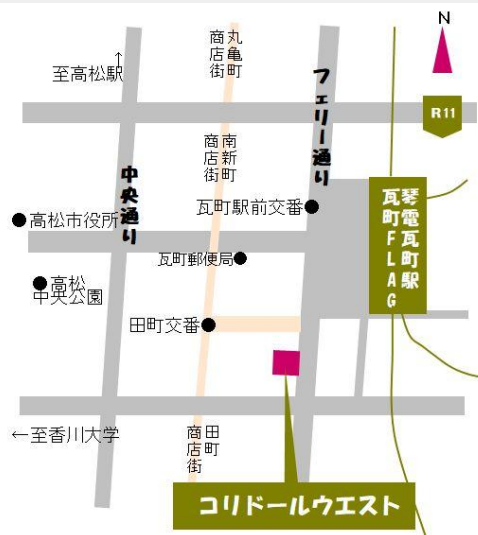 N
丸亀町
商店街
↑
至高松駅
フェリー通り
R11
南新町
商店街
中央通り
瓦町駅前交番
琴電瓦町駅
瓦町FLAG
高松市役所
瓦町郵便局
高松
中央公園
田町交番
←至香川大学
田町
商店街
コリドールウエスト